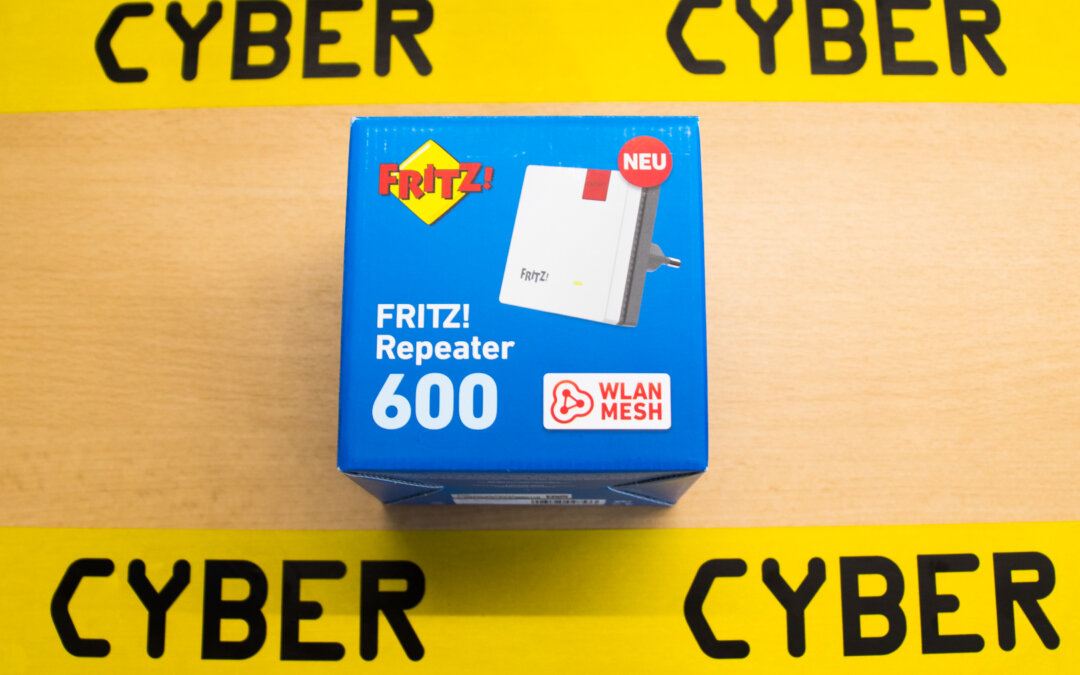 CYBER CYBER
FRITZ!
NEU
FRITZ!
FRITZ!
Repeater
600
WLAN
MESH
CYBER CYBER